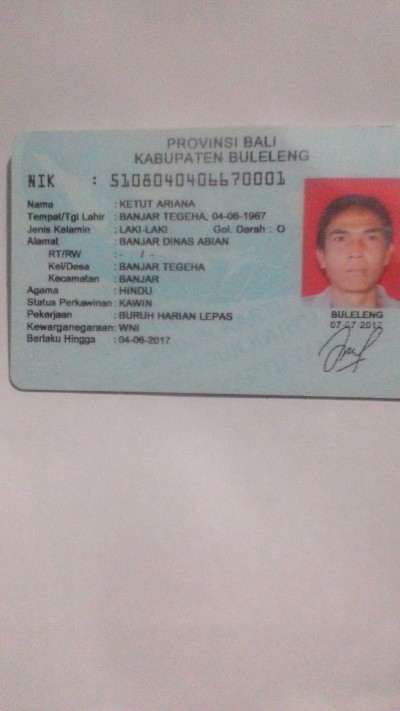 PROVINSI BALI
KABUPATEN BULELENG
NIK : 5108040406670001
Nama : KETUT ARIANA
Tempat/Tgl Lahir : BANJAR TEGEHA, 04-06-1967
Jenis Kelamin : LAKI-LAKI Gol. Darah : O
Alamat : BANJAR DINAS ABIAN
RT/RW : - / -
Kel/Desa : BANJAR TEGEHA
Kecamatan : BANJAR
Agama : HINDU
Status Perkawinan : KAWIN
Pekerjaan : BURUH HARIAN LEPAS
Kewarganegaraan : WNI
Berlaku Hingga : 04-06-2017
BULELENG
07-07-2012